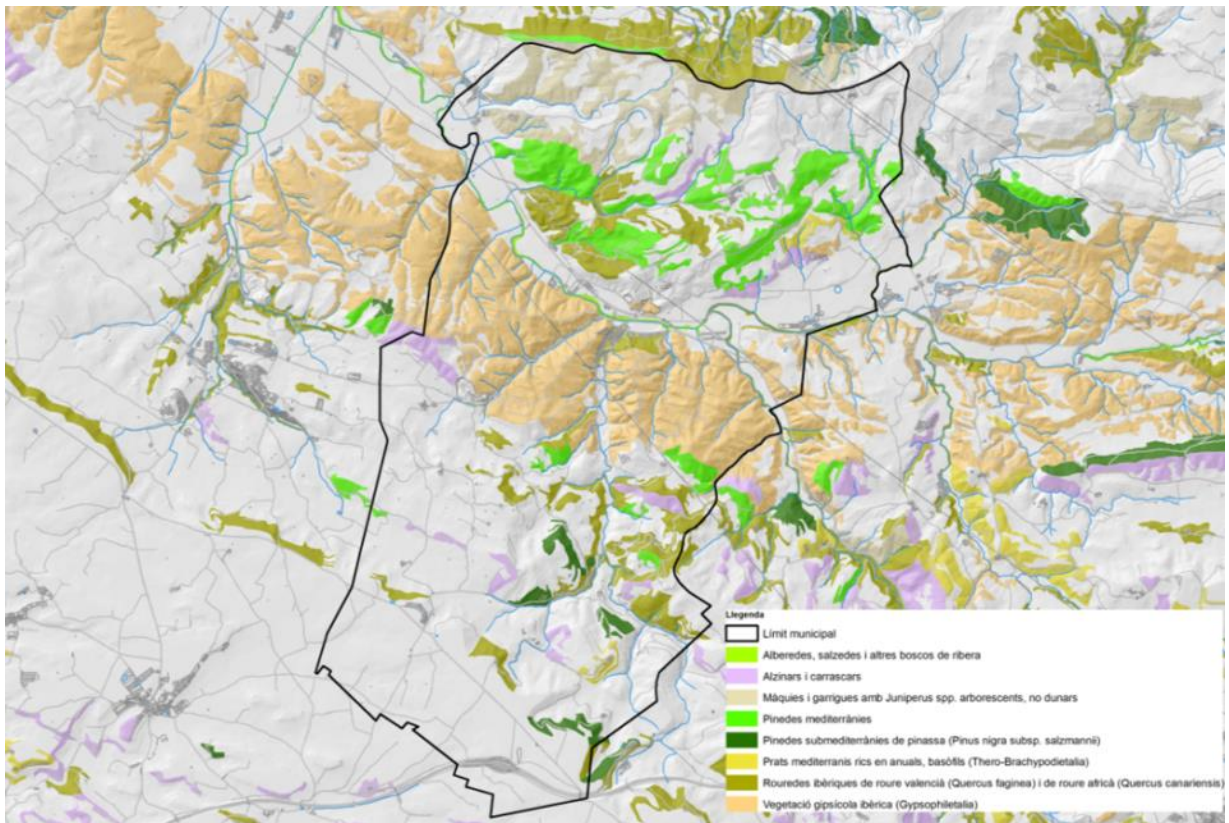 Llegenda
Límit municipal
Alberedes, salzedes i altres boscos de ribera
Alzinars i carrascars
Màquies i garrigues amb Juniperus spp. arborescents, no dunars
Pinedes mediterrànies
Pinedes submediterrànies de pinassa (Pinus nigra subsp. salzmannii)
Prats mediterranis rics en anuals, basòfils (Thero-Brachypodietalia)
Rouredes ibèriques de roure valencià (Quercus faginea) i de roure africà (Quercus canariensis)
Vegetació gipsícola ibèrica (Gypsophiletalia)